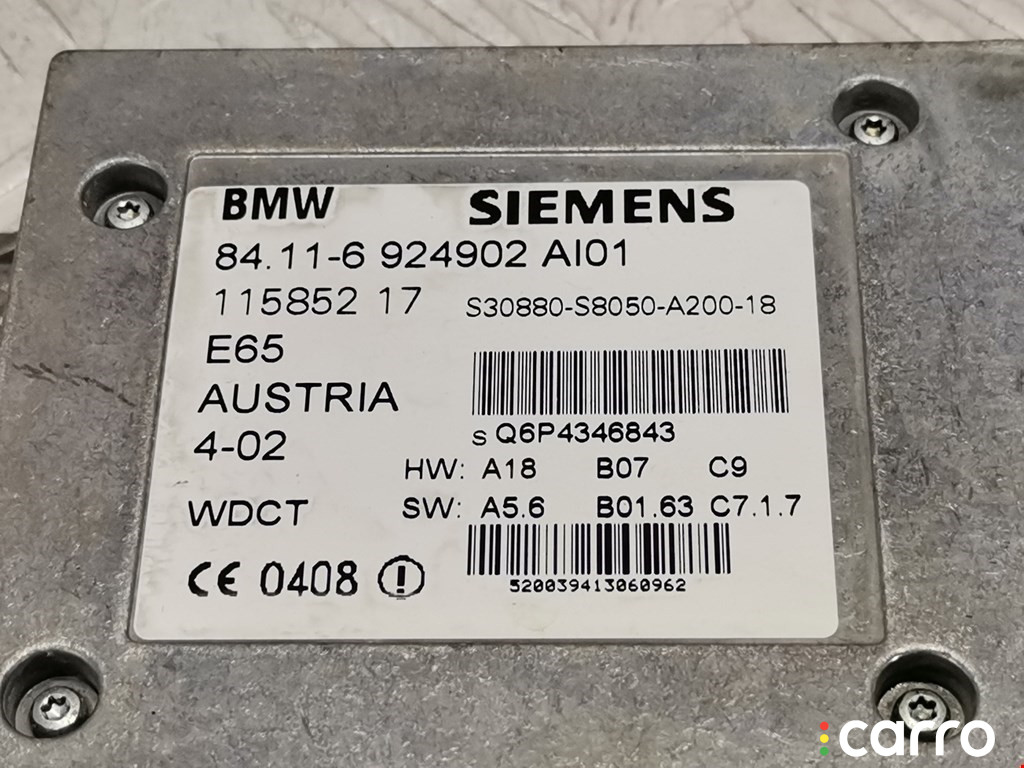 BMW SIEMENS
84.11-6 924902 AI01
115852 17 S30880-S8050-A200-18
E65
AUSTRIA
s Q6P4346843
4-02
HW: A18 B07 C9
WDCT SW: A5.6 B01.63 C7.1.7
CE 0408
520039413060962
carro